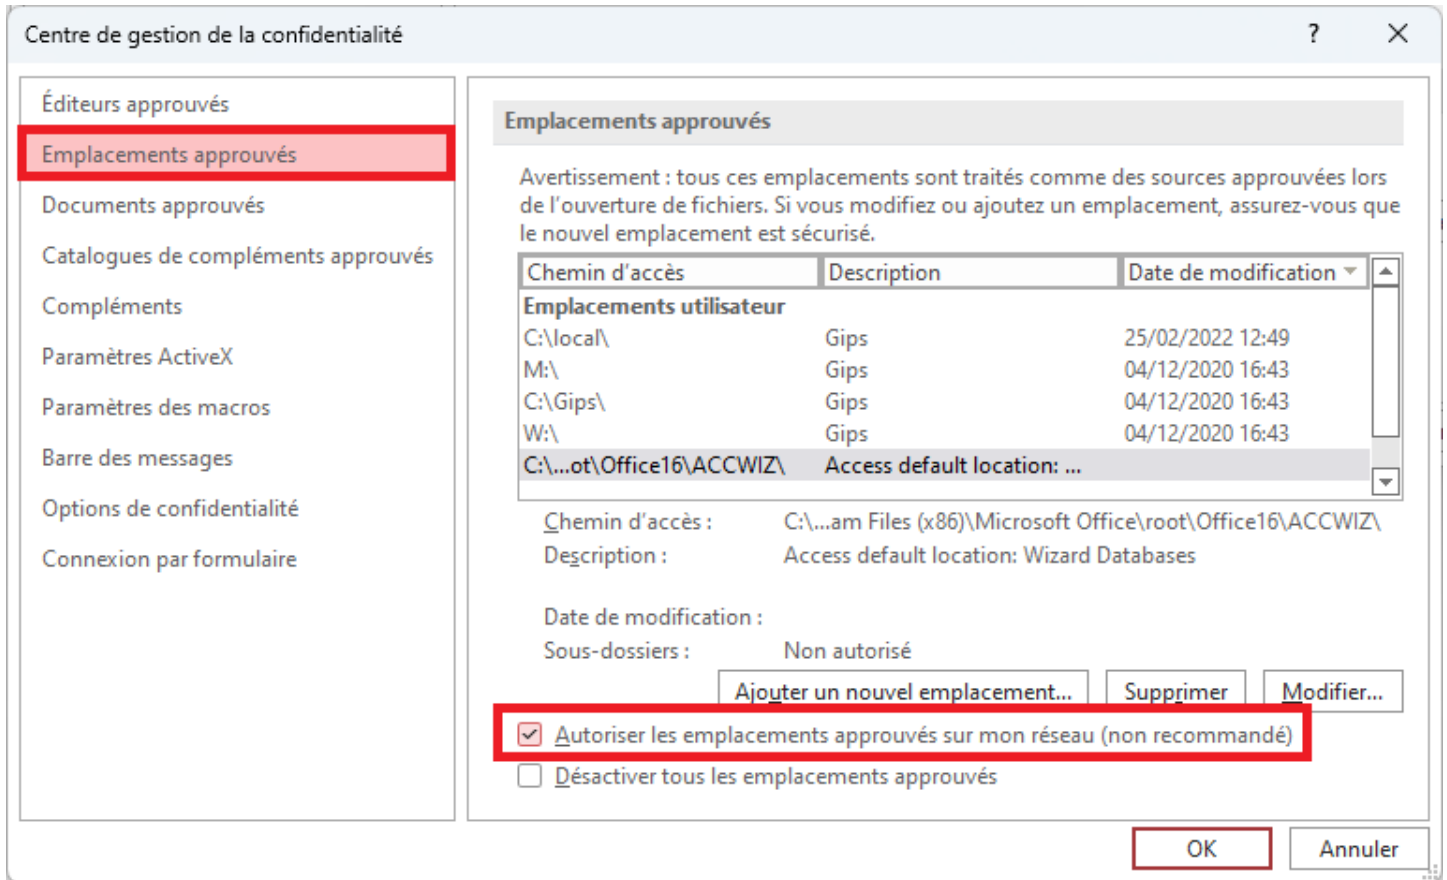 Centre de gestion de la confidentialité ?
Éditeurs approuvés
Emplacements approuvés
Documents approuvés
Catalogues de compléments approuvés
Compléments
Paramètres ActiveX
Paramètres des macros
Barre des messages
Options de confidentialité
Connexion par formulaire
Emplacements approuvés
Avertissement : tous ces emplacements sont traités comme des sources approuvées lors
de l'ouverture de fichiers. Si vous modifiez ou ajoutez un emplacement, assurez-vous que
le nouvel emplacement est sécurisé.
Chemin d'accès Description Date de modification
Emplacements utilisateur
C:\local\ Gips 25/02/2022 12:49
M:\ Gips 04/12/2020 16:43
C:\Gips\ Gips 04/12/2020 16:43
W:\ Gips 04/12/2020 16:43
C:\...ot\Office16\ACCWIZ\ Access default location: ...
Chemin d'accès : C:\...am Files (x86)\Microsoft Office\root\Office16\ACCWIZ\
Description : Access default location: Wizard Databases
Date de modification :
Sous-dossiers : Non autorisé
Ajouter un nouvel emplacement... Supprimer Modifier...
Autoriser les emplacements approuvés sur mon réseau (non recommandé)
Désactiver tous les emplacements approuvés
OK Annuler